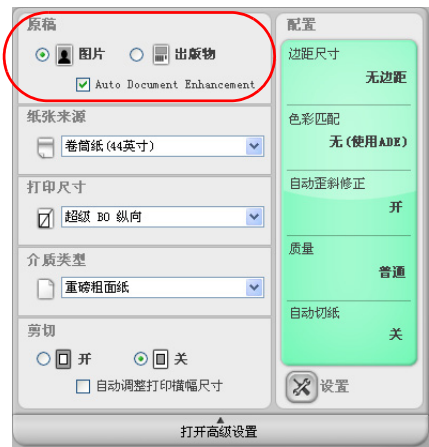 原稿
图片 出版物
Auto Document Enhancement
纸张来源
卷筒纸(44英寸)
打印尺寸
超级 B0 纵向
介质类型
重磅粗面纸
剪切
开 关
自动调整打印横幅尺寸
配置
边距尺寸
无边距
色彩匹配
无(使用ADE)
自动歪斜修正
开
质量
普通
自动切纸
关
设置
打开高级设置